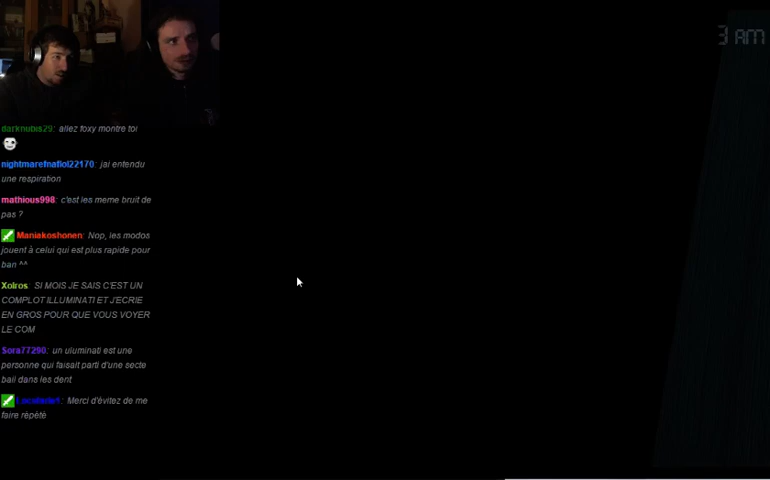 3 AM
darknubis29: allez foxy montre toi
nightmarefnaflol22170: jai entendu
une respiration
mathious998: c'est les meme bruit de
pas ?
Maniakoshonen: Nop, les modos
jouent à celui qui est plus rapide pour
ban ^^
Xolros: SI MOIS JE SAIS C'EST UN
COMPLOT ILLUMINATI ET J'ECRIE
EN GROS POUR QUE VOUS VOYER
LE COM
Sora77290: un uluminati est une
personne qui faisait parti d'une secte
bail dans les dent
: Merci d'évitez de me
faire répété